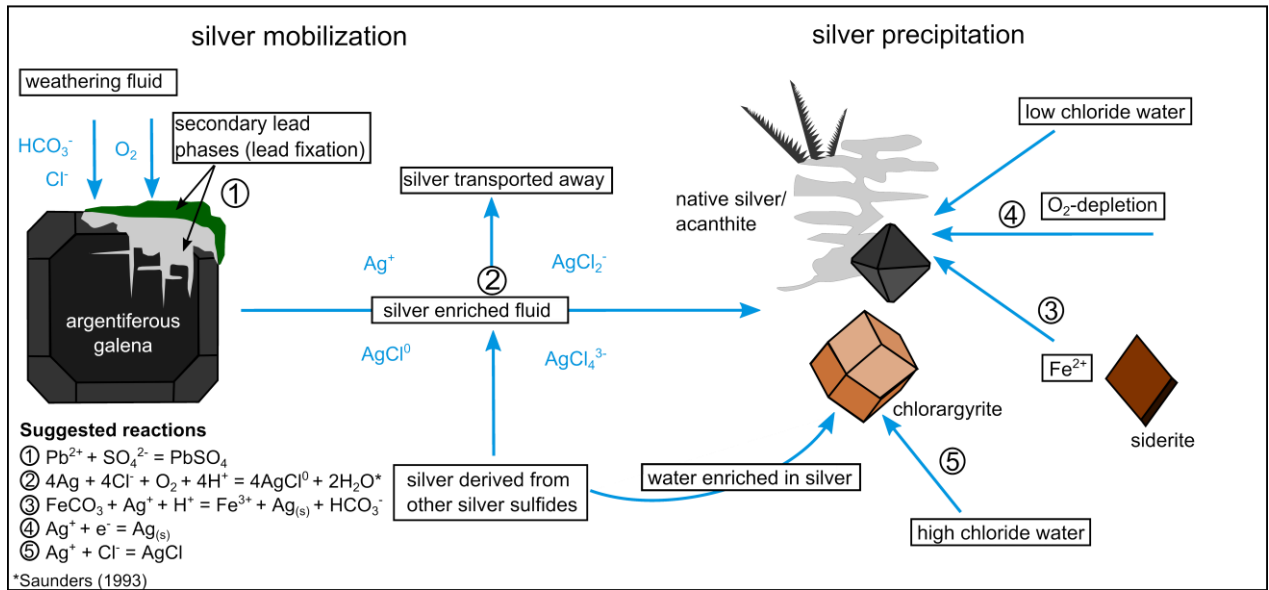 silver mobilization
silver precipitation
weathering fluid
HCO₃⁻
Cl⁻
O₂
secondary lead
phases (lead fixation)
①
argentiferous
galena
silver transported away
Ag⁺
②
AgCl₂⁻
silver enriched fluid
AgCl⁰
AgCl₄³⁻
silver derived from
other silver sulfides
water enriched in silver
native silver/
acanthite
low chloride water
④
O₂-depletion
③
Fe²⁺
siderite
chlorargyrite
⑤
high chloride water
Suggested reactions
① Pb²⁺ + SO₄²⁻ = PbSO₄
② 4Ag + 4Cl⁻ + O₂ + 4H⁺ = 4AgCl⁰ + 2H₂O*
③ FeCO₃ + Ag⁺ + H⁺ = Fe³⁺ + Ag₍ₛ₎ + HCO₃⁻
④ Ag⁺ + e⁻ = Ag₍ₛ₎
⑤ Ag⁺ + Cl⁻ = AgCl
*Saunders (1993)